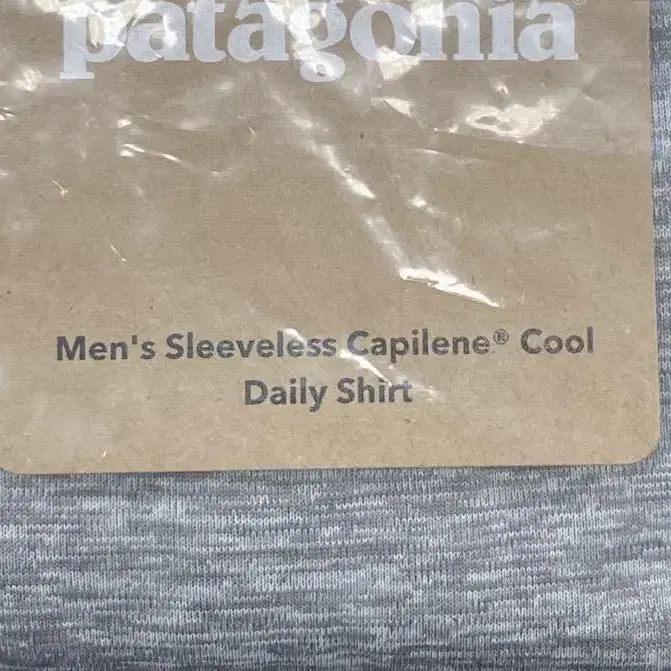 patagonia®
Men's Sleeveless Capilene® Cool
Daily Shirt